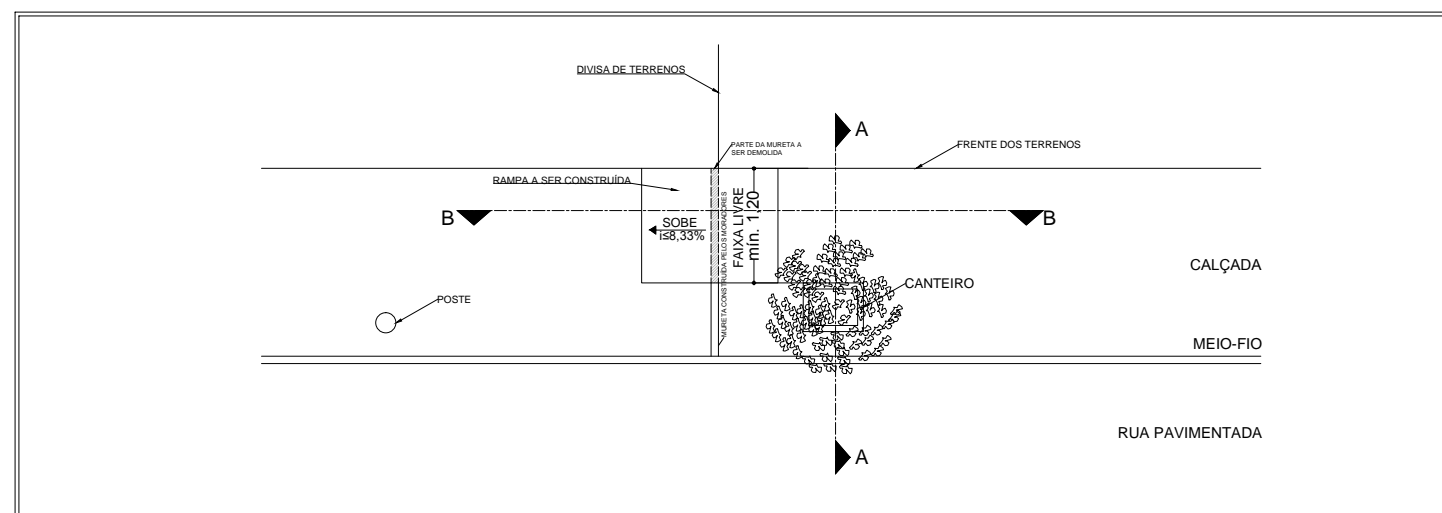 DIVISA DE TERRENOS
A
PARTE DA MURETA A
SER DEMOLIDA
FRENTE DOS TERRENOS
RAMPA A SER CONSTRUÍDA
B
SOBE
i≤8,33%
MURETA CONSTRUÍDA PELOS MORADORES
FAIXA LIVRE
mín. 1,20
B
CALÇADA
CANTEIRO
POSTE
MEIO-FIO
RUA PAVIMENTADA
A